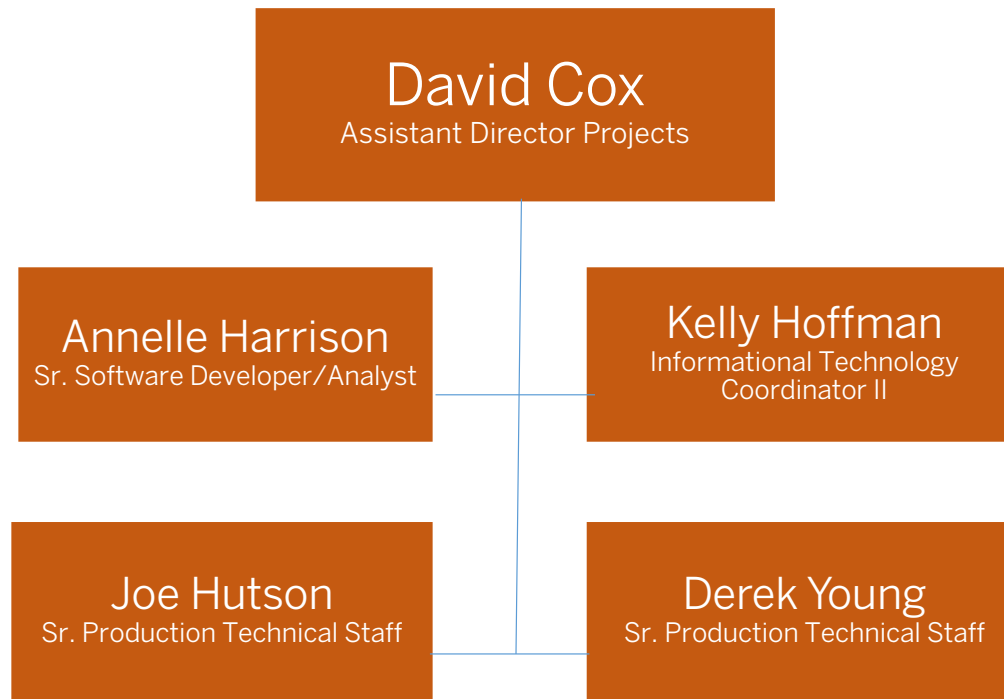 David Cox
Assistant Director Projects
Annelle Harrison
Sr. Software Developer/Analyst
Kelly Hoffman
Informational Technology
Coordinator II
Joe Hutson
Sr. Production Technical Staff
Derek Young
Sr. Production Technical Staff